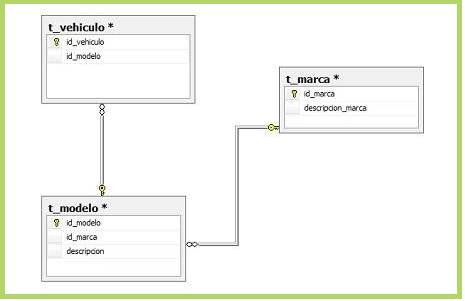 t_vehiculo *
id_vehiculo
id_modelo
t_marca *
id_marca
descripcion_marca
t_modelo *
id_modelo
id_marca
descripcion